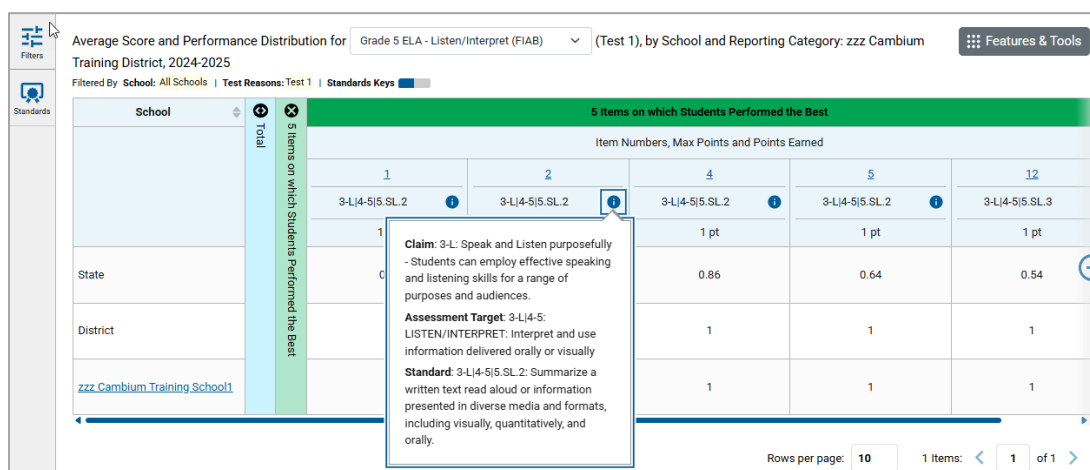 Filters
Standards
Average Score and Performance Distribution for Grade 5 ELA - Listen/Interpret (FIAB) (Test 1), by School and Reporting Category: zzz Cambium
Training District, 2024-2025
Features & Tools
Filtered By School: All Schools | Test Reasons: Test 1 | Standards Keys
School
Total
5 Items on which Students Performed the Best
5 Items on which Students Performed the Best
Item Numbers, Max Points and Points Earned
1 2 4 5 12
3-L|4-5|5.SL.2 3-L|4-5|5.SL.2 3-L|4-5|5.SL.2 3-L|4-5|5.SL.2 3-L|4-5|5.SL.3
1 1 pt 1 pt 1 pt
State 0.86 0.64 0.54
District 1 1 1
zzz Cambium Training School1 1 1 1
Claim: 3-L: Speak and Listen purposefully
- Students can employ effective speaking
and listening skills for a range of
purposes and audiences.
Assessment Target: 3-L|4-5:
LISTEN/INTERPRET: Interpret and use
information delivered orally or visually
Standard: 3-L|4-5|5.SL.2: Summarize a
written text read aloud or information
presented in diverse media and formats,
including visually, quantitatively, and
orally.
Rows per page: 10 1 Items: 1 of 1